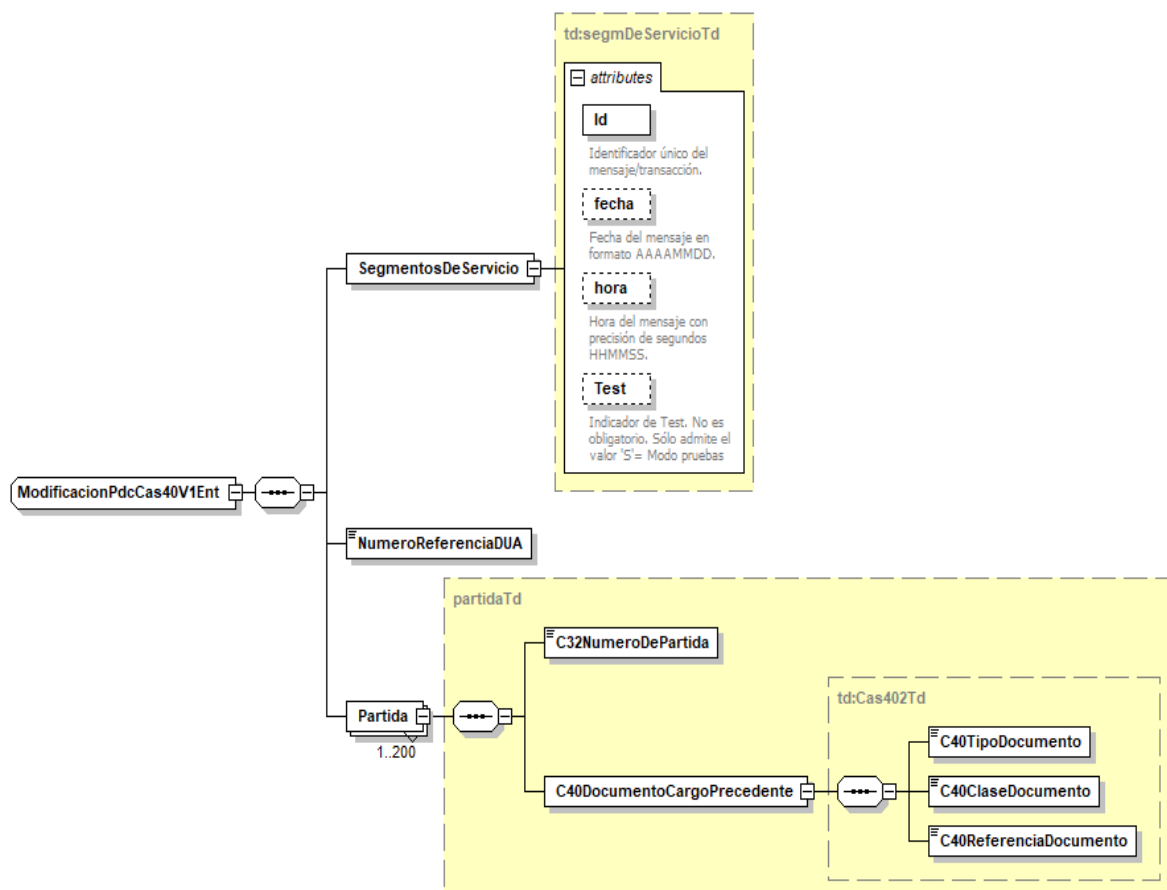 td:segmDeServicioTd
attributes
Id
Identificador único del
mensaje/transacción.
fecha
Fecha del mensaje en
formato AAAAMMDD.
SegmentosDeServicio
hora
Hora del mensaje con
precisión de segundos
HHMMSS.
Test
Indicador de Test. No es
obligatorio. Sólo admite el
valor 'S'= Modo pruebas
ModificacionPdcCas40V1Ent
NumeroReferenciaDUA
partidaTd
C32NumeroDePartida
td:Cas402Td
Partida
1..200
C40TipoDocumento
C40DocumentoCargoPrecedente
C40ClaseDocumento
C40ReferenciaDocumento